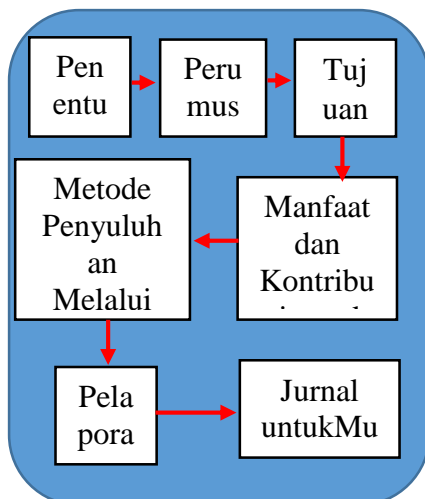 Pen
entu
Peru
mus
Tuj
uan
Manfaat
dan
Kontribu
Metode
Penyuluh
an
Melalui
Pela
pora
Jurnal
untukMu